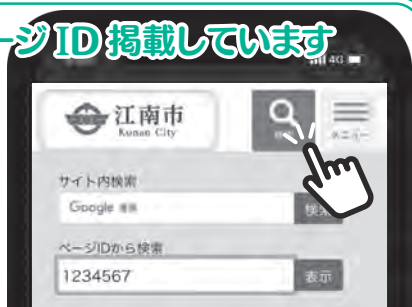 ージID掲載しています
4G
江南市
Konan City
メニュー
サイト内検索
Google
検索
ページIDから検索
1234567
表示